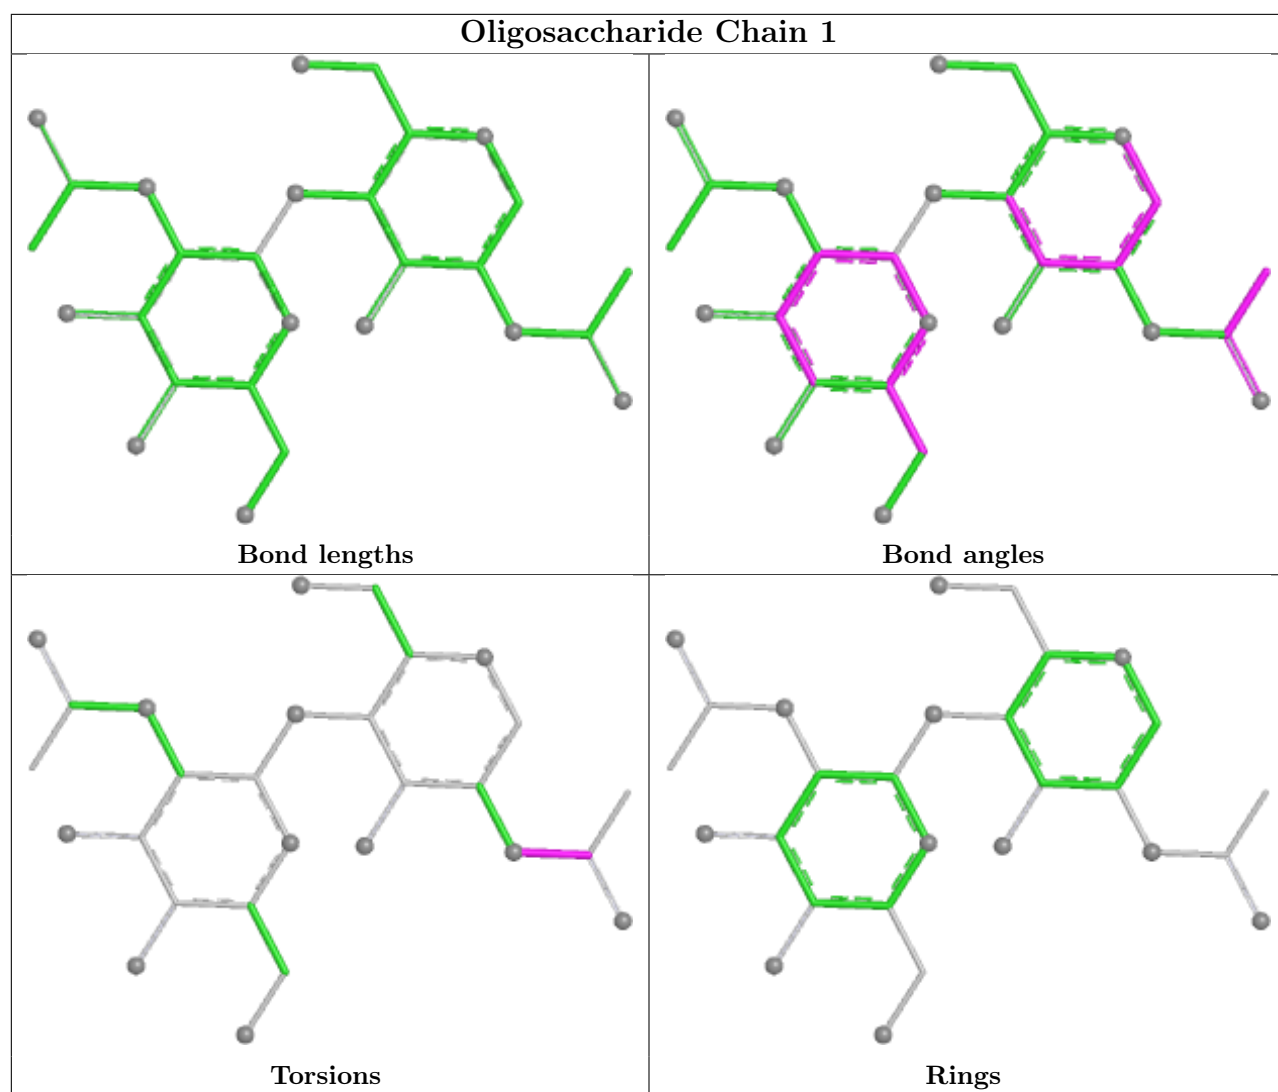 Oligosaccharide Chain 1
Bond lengths
Bond angles
Torsions
Rings